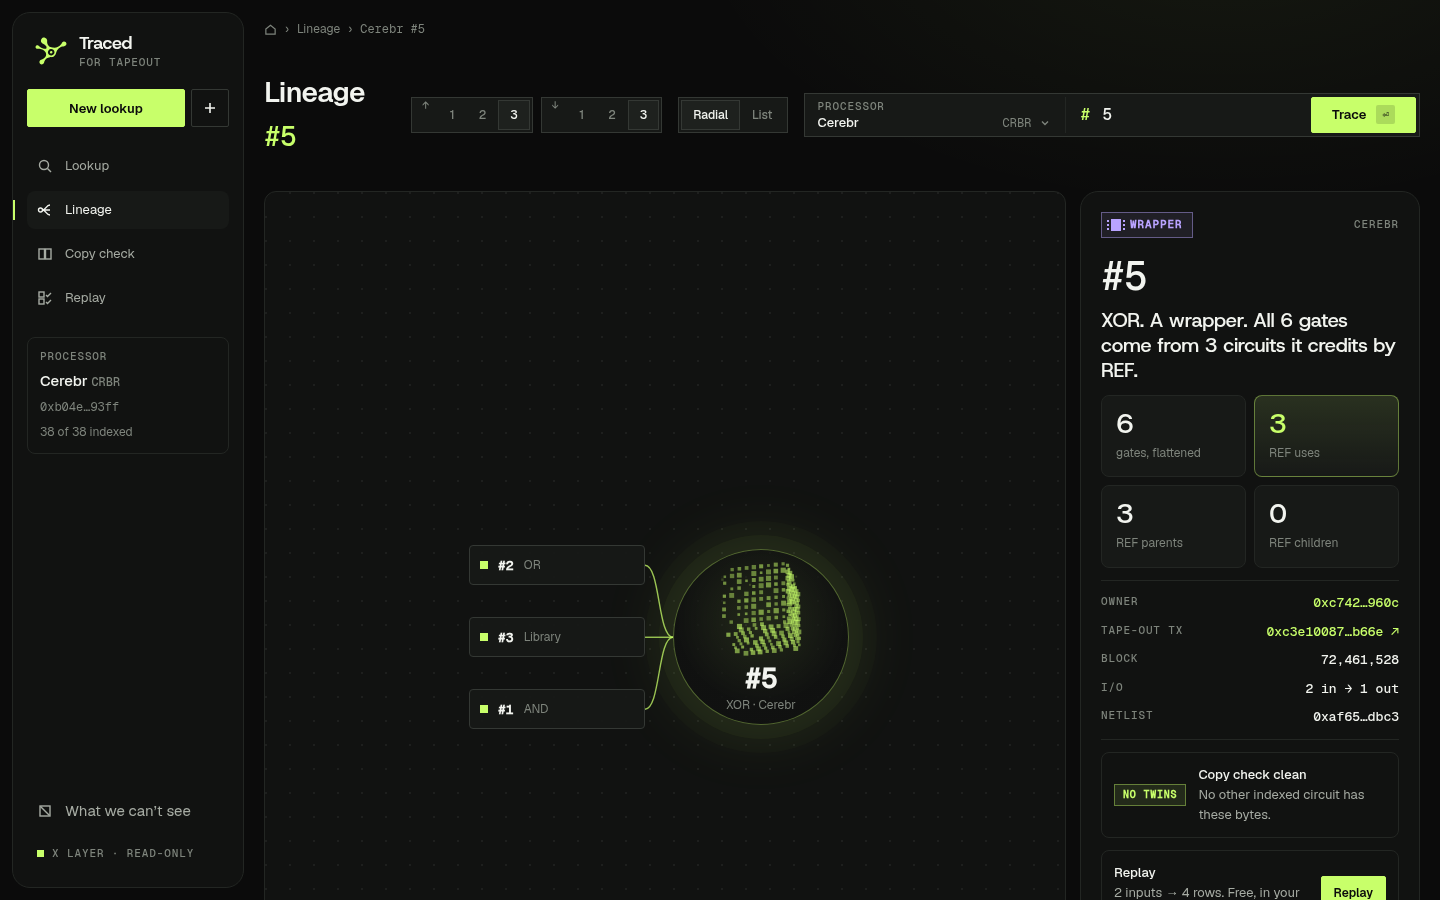 Traced
FOR TAPEOUT
New lookup
+
Lookup
Lineage
Copy check
Replay
PROCESSOR
Cerebr CRBR
0xb04e…93ff
38 of 38 indexed
What we can't see
X LAYER · READ-ONLY
› Lineage › Cerebr #5
Lineage
#5
↑ 1 2 3
↓ 1 2 3
Radial List
PROCESSOR
Cerebr CRBR
# 5
Trace ⏎
#2 OR
#3 Library
#1 AND
#5
XOR · Cerebr
WRAPPER
CEREBR
#5
XOR. A wrapper. All 6 gates
come from 3 circuits it credits by
REF.
6
gates, flattened
3
REF uses
3
REF parents
0
REF children
OWNER 0xc742…960c
TAPE-OUT TX 0xc3e10087…b66e ↗
BLOCK 72,461,528
I/O 2 in → 1 out
NETLIST 0xaf65…dbc3
NO TWINS
Copy check clean
No other indexed circuit has
these bytes.
Replay
2 inputs → 4 rows. Free, in your
Replay